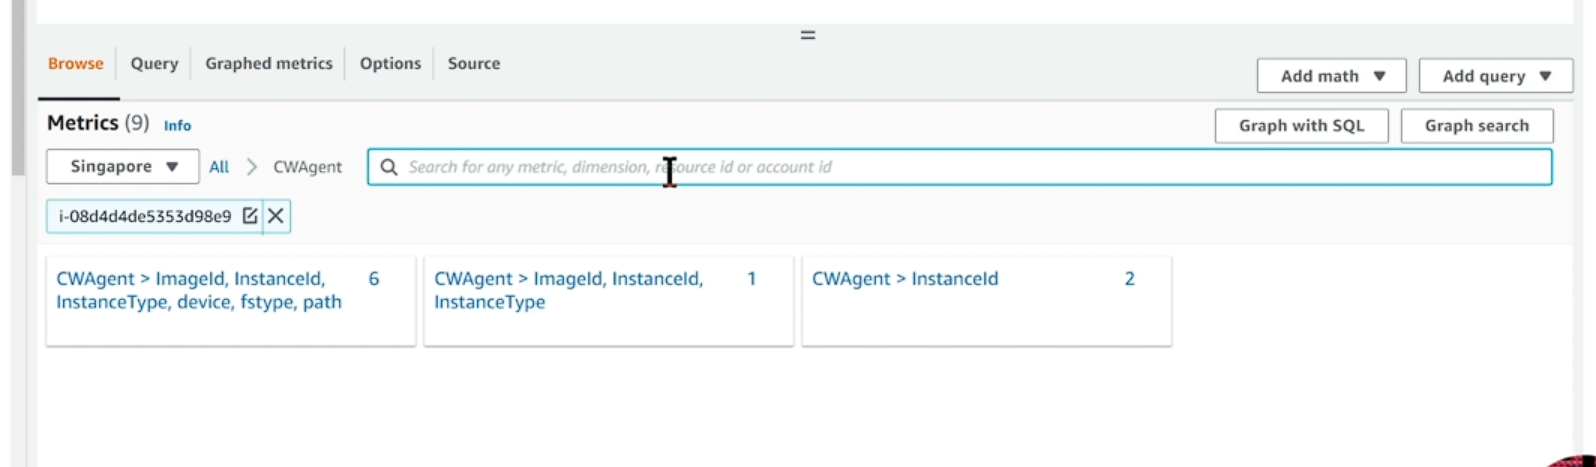 Browse Query Graphed metrics Options Source
Add math Add query
Metrics (9) Info
Graph with SQL Graph search
Singapore All > CWAgent Search for any metric, dimension, resource id or account id
i-08d4d4de5353d98e9
CWAgent > ImageId, InstanceId, 6
InstanceType, device, fstype, path
CWAgent > ImageId, InstanceId, 1
InstanceType
CWAgent > InstanceId 2